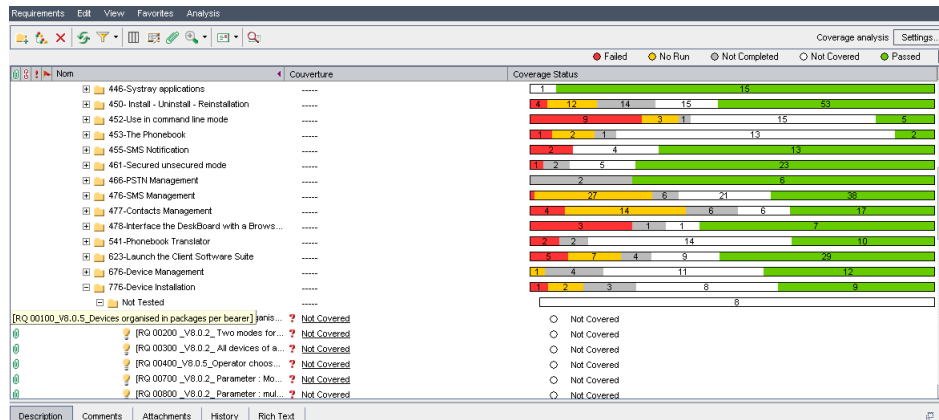 Requirements Edit View Favorites Analysis
Coverage analysis Settings...
Failed No Run Not Completed Not Covered Passed
Nom Couverture Coverage Status
446-Systray applications ----- 1 15
450- Install - Uninstall - Reinstallation ----- 4 12 14 15 53
452-Use in command line mode ----- 9 3 1 15 5
453-The Phonebook ----- 1 2 1 13 2
455-SMS Notification ----- 2 4 13
461-Secured unsecured mode ----- 1 2 5 23
466-PSTN Management ----- 2 6
476-SMS Management ----- 27 6 21 38
477-Contacts Management ----- 4 14 6 6 17
478-Interface the DeskBoard with a Brows... ----- 3 1 1 7
541-Phonebook Translator ----- 2 2 14 10
623-Launch the Client Software Suite ----- 5 7 4 9 29
676-Device Management ----- 1 4 11 12
776-Device Installation ----- 1 2 3 8 9
Not Tested ----- 8
[RQ 00100_V8.0.5_Devices organised in packages per bearer] ganis... ? Not Covered Not Covered
[RQ 00200 _V8.0.2_ Two modes for... ? Not Covered Not Covered
[RQ 00300 _V8.0.2_ All devices of a... ? Not Covered Not Covered
[RQ 00400_V8.0.5_Operator choos... ? Not Covered Not Covered
[RQ 00700 _V8.0.2_ Parameter : Mo... ? Not Covered Not Covered
[RQ 00800 _V8.0.2_ Parameter : mul... ? Not Covered Not Covered
Description Comments Attachments History Rich Text